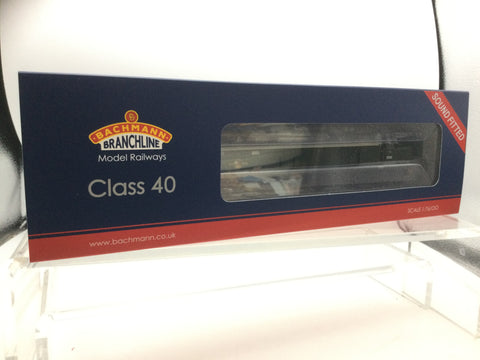 BACHMANN
BRANCHLINE
Model Railways
Class 40
SOUND FITTED
www.bachmann.co.uk
SCALE 1:76/OO